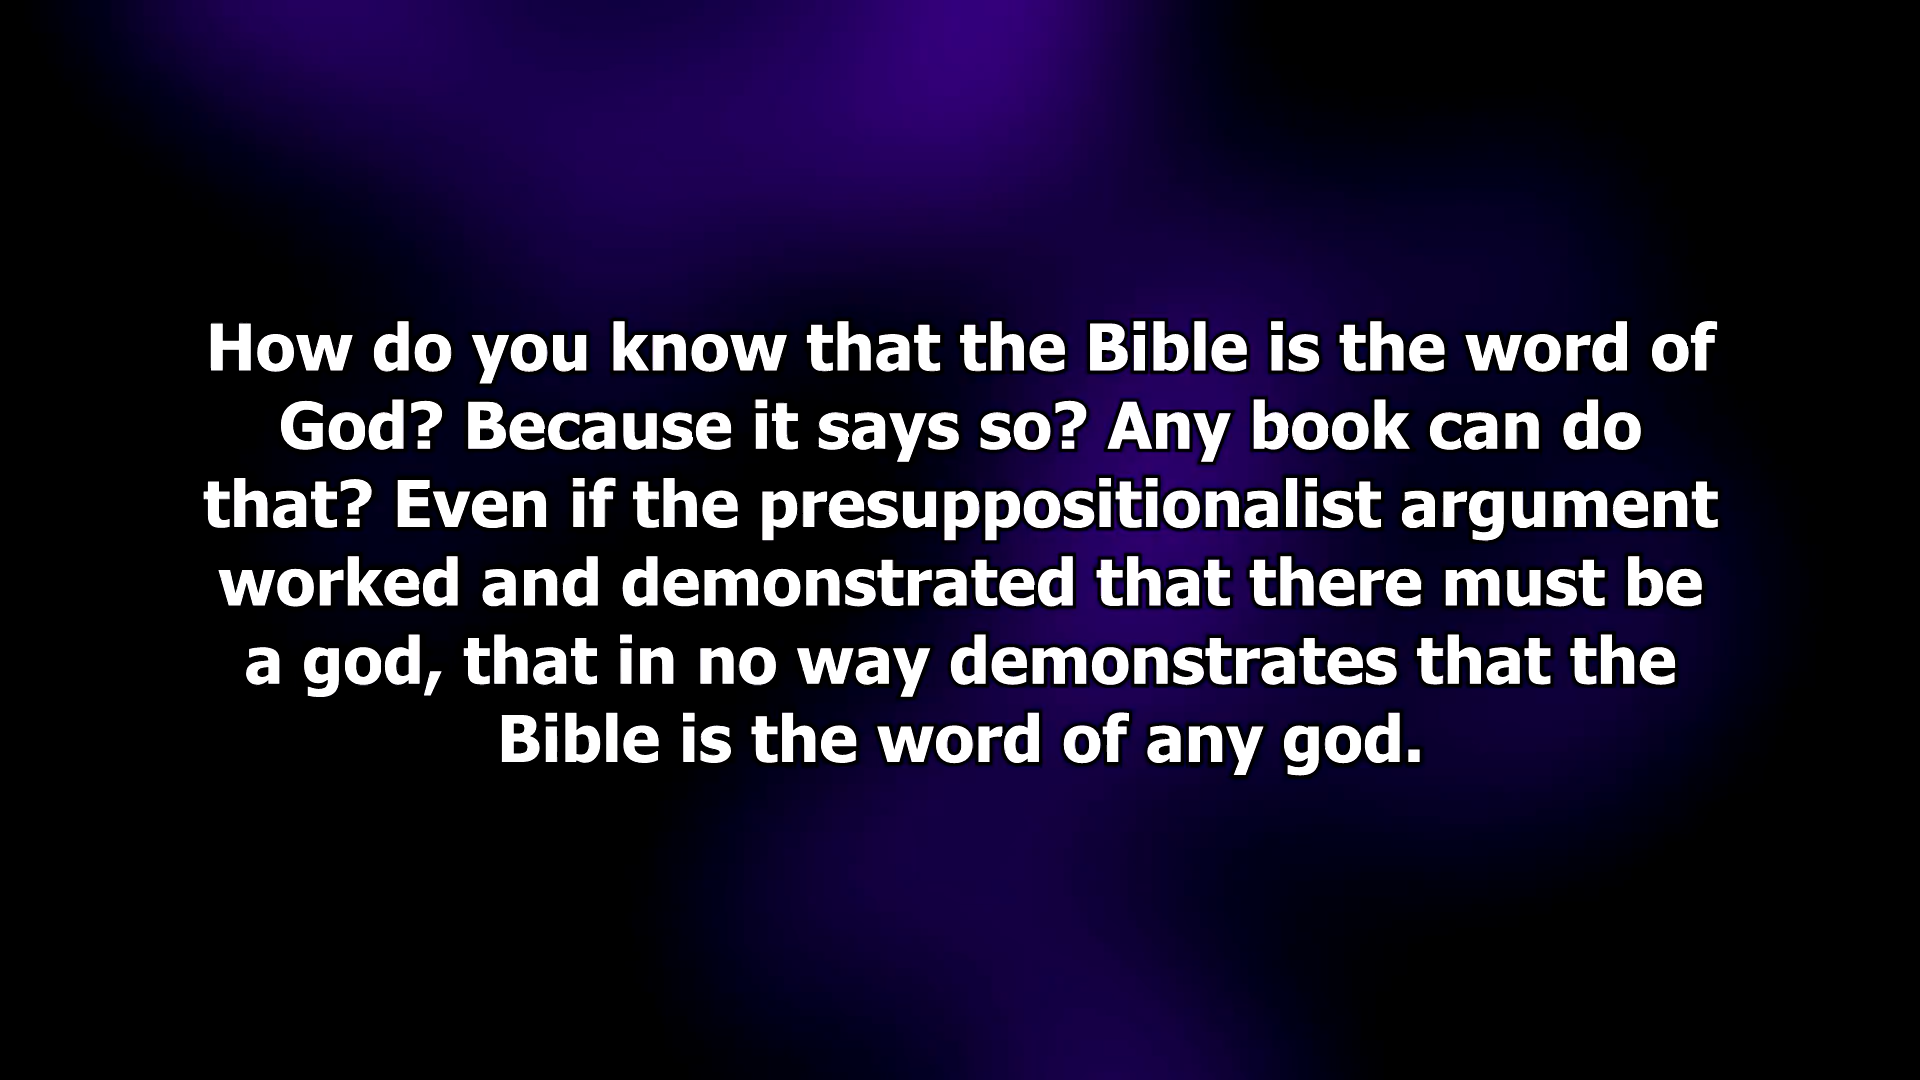 How do you know that the Bible is the word of
God? Because it says so? Any book can do
that? Even if the presuppositionalist argument
worked and demonstrated that there must be
a god, that in no way demonstrates that the
Bible is the word of any god.